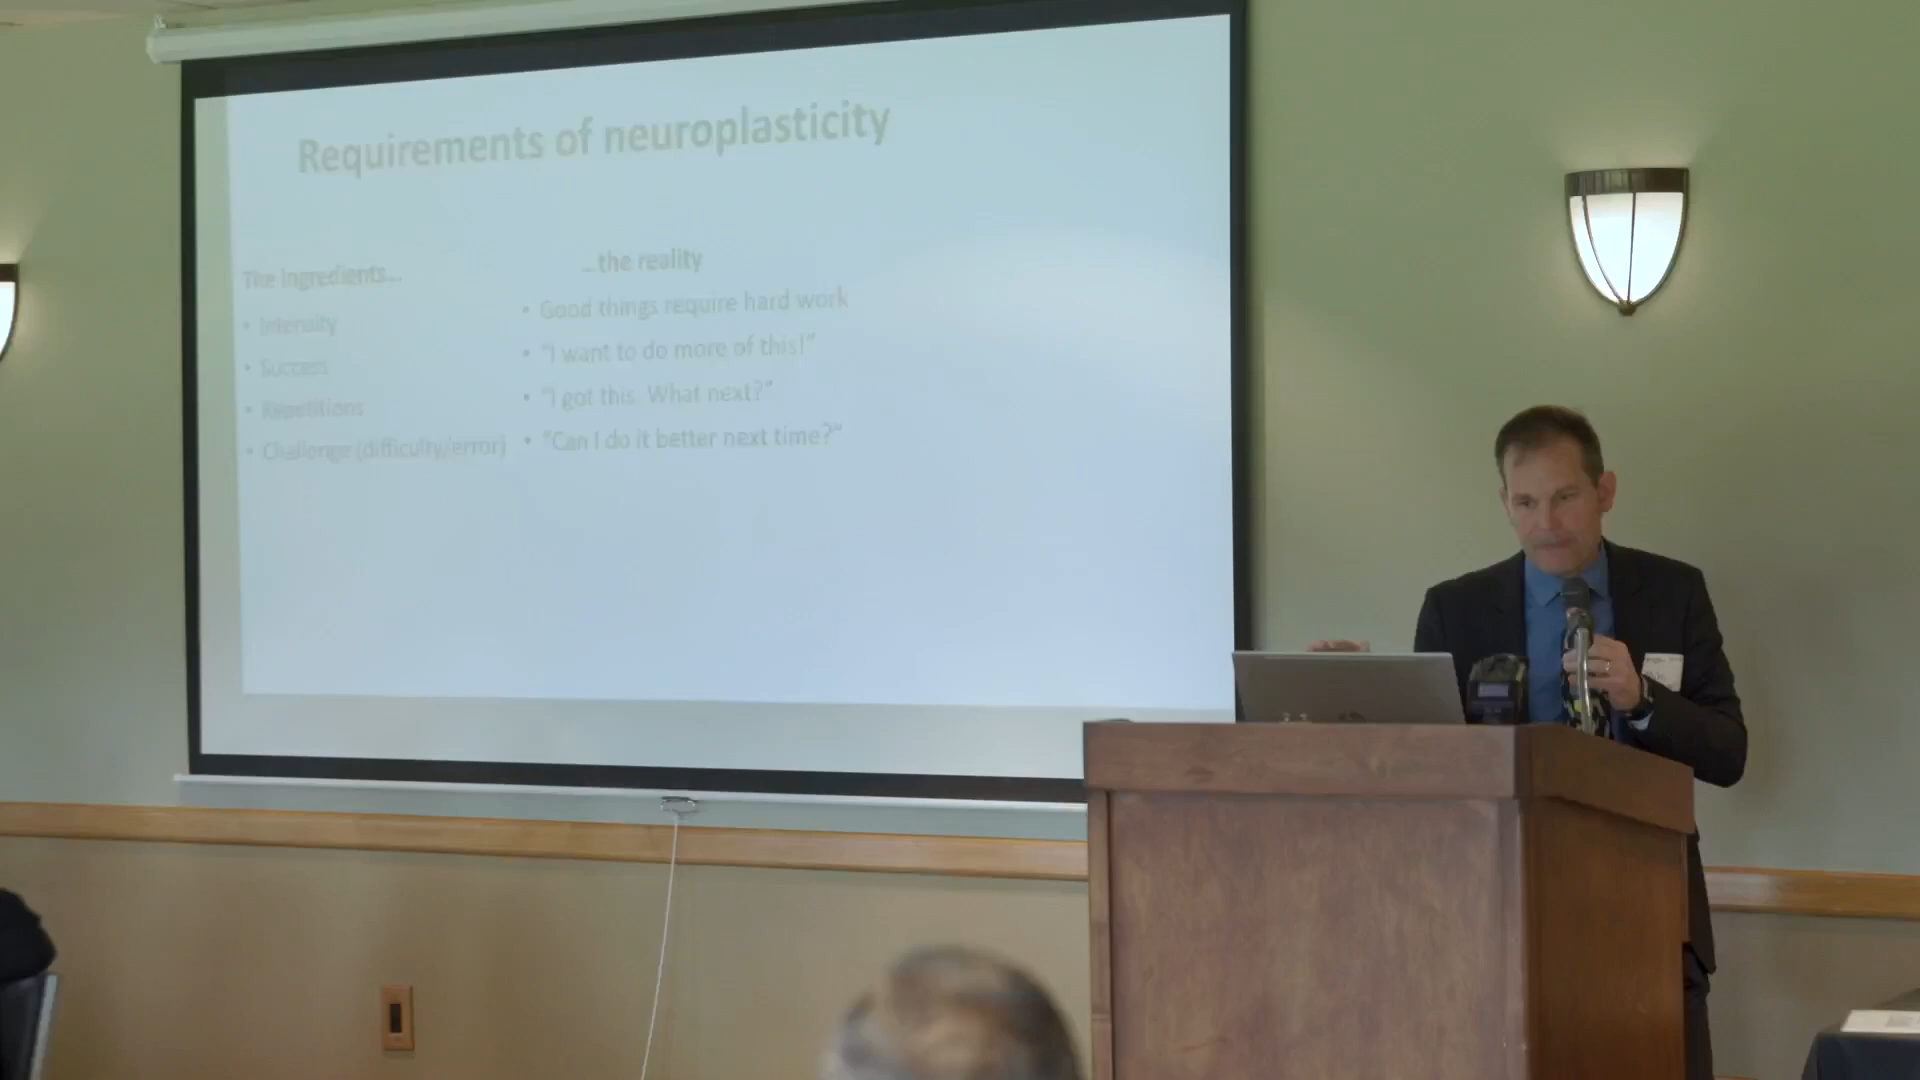 Requirements of neuroplasticity
The Ingredients...
• Intensity
• Success
• Repetitions
• Challenge (difficulty/error)
...the reality
• Good things require hard work
• "I want to do more of this!"
• "I got this. What next?"
• "Can I do it better next time?"